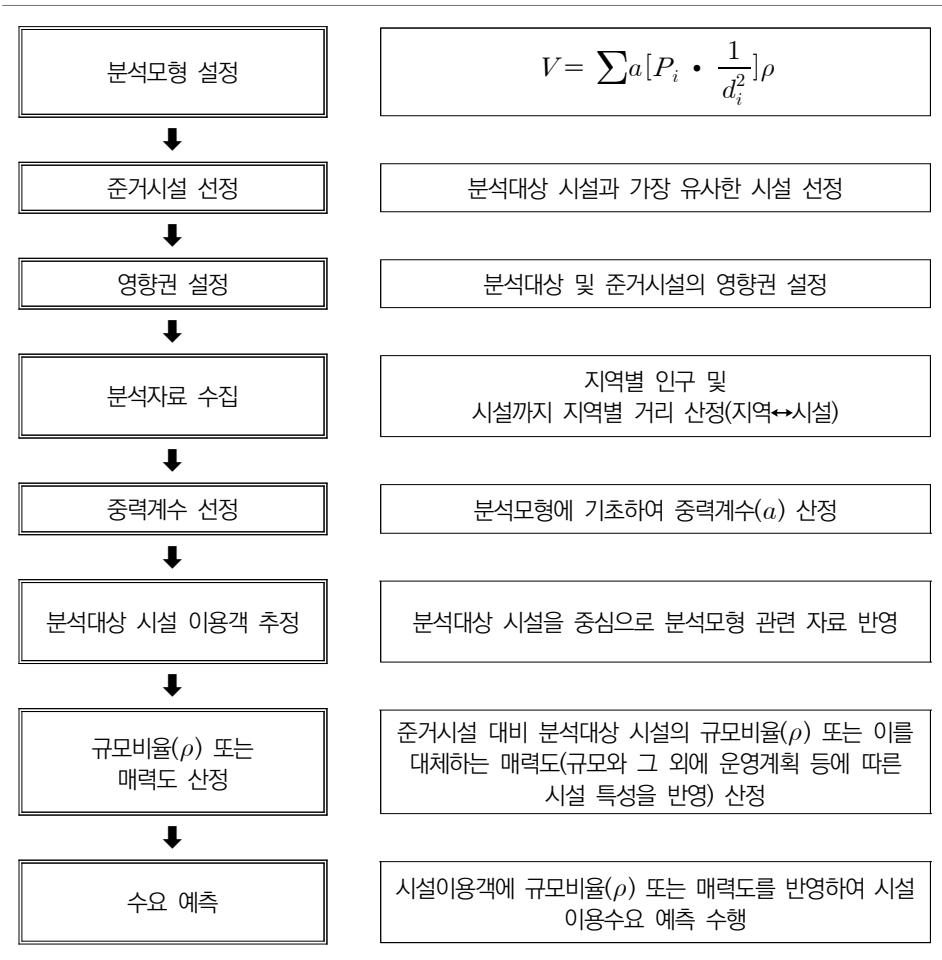 분석모형 설정
V = ∑a[P_i • 1/d_i^2]ρ
준거시설 선정
분석대상 시설과 가장 유사한 시설 선정
영향권 설정
분석대상 및 준거시설의 영향권 설정
분석자료 수집
지역별 인구 및
시설까지 지역별 거리 산정(지역↔시설)
중력계수 선정
분석모형에 기초하여 중력계수(a) 산정
분석대상 시설 이용객 추정
분석대상 시설을 중심으로 분석모형 관련 자료 반영
규모비율(ρ) 또는
매력도 산정
준거시설 대비 분석대상 시설의 규모비율(ρ) 또는 이를
대체하는 매력도(규모와 그 외에 운영계획 등에 따른
시설 특성을 반영) 산정
수요 예측
시설이용객에 규모비율(ρ) 또는 매력도를 반영하여 시설
이용수요 예측 수행